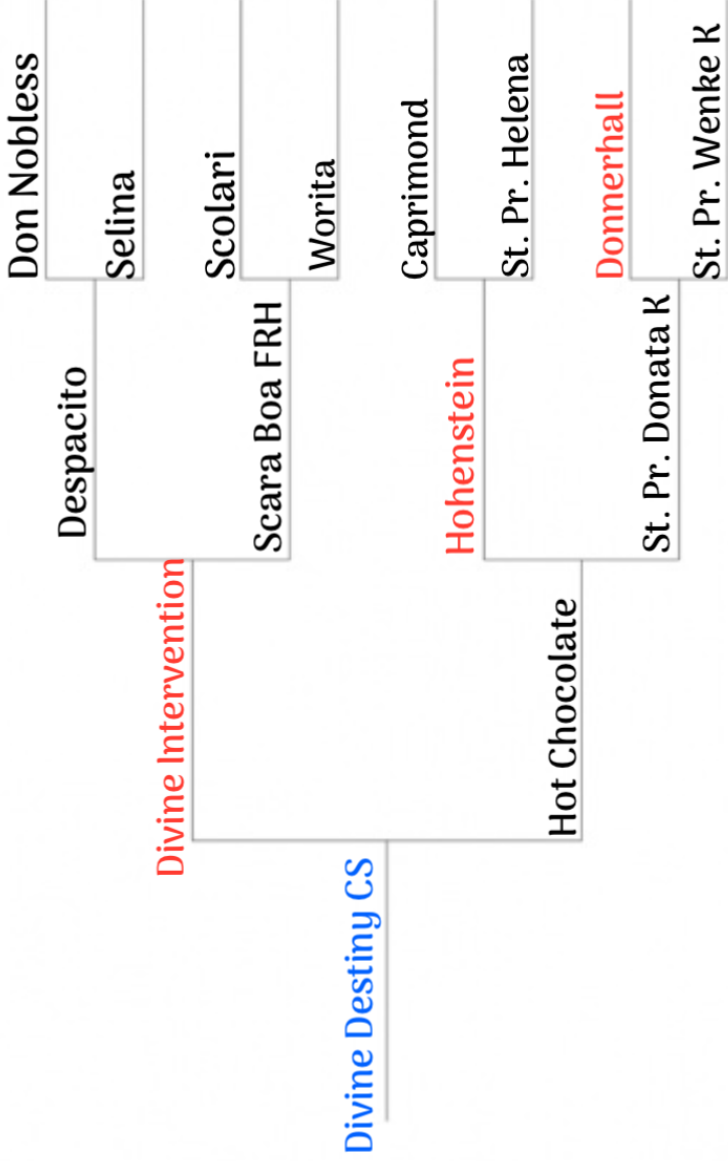 Don Nobless
Despacito
Selina
Divine Intervention
Scolari
Scara Boa FRH
Worita
Divine Destiny CS
Caprimond
Hohenstein
St. Pr. Helena
Hot Chocolate
Donnerhall
St. Pr. Donata K
St. Pr. Wenke K